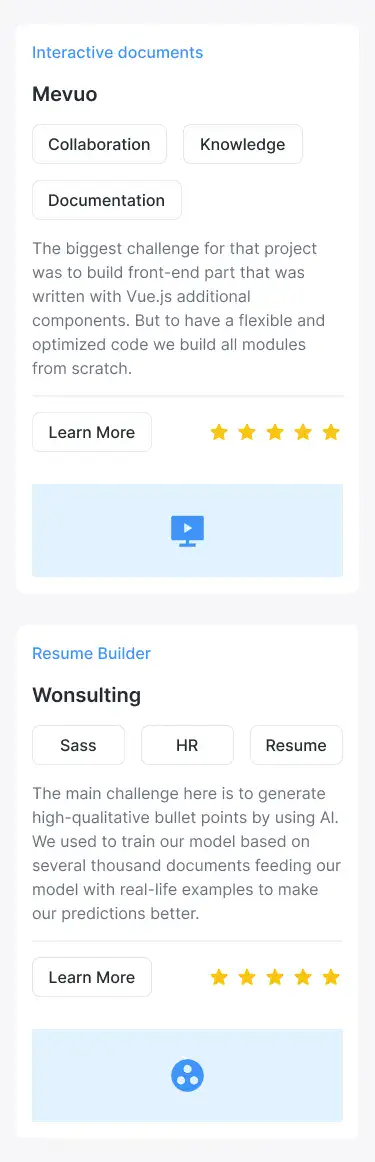 Interactive documents
Mevuo
Collaboration
Knowledge
Documentation
The biggest challenge for that project
was to build front-end part that was
written with Vue.js additional
components. But to have a flexible and
optimized code we build all modules
from scratch.
Learn More
Resume Builder
Wonsulting
Sass
HR
Resume
The main challenge here is to generate
high-qualitative bullet points by using AI.
We used to train our model based on
several thousand documents feeding our
model with real-life examples to make
our predictions better.
Learn More